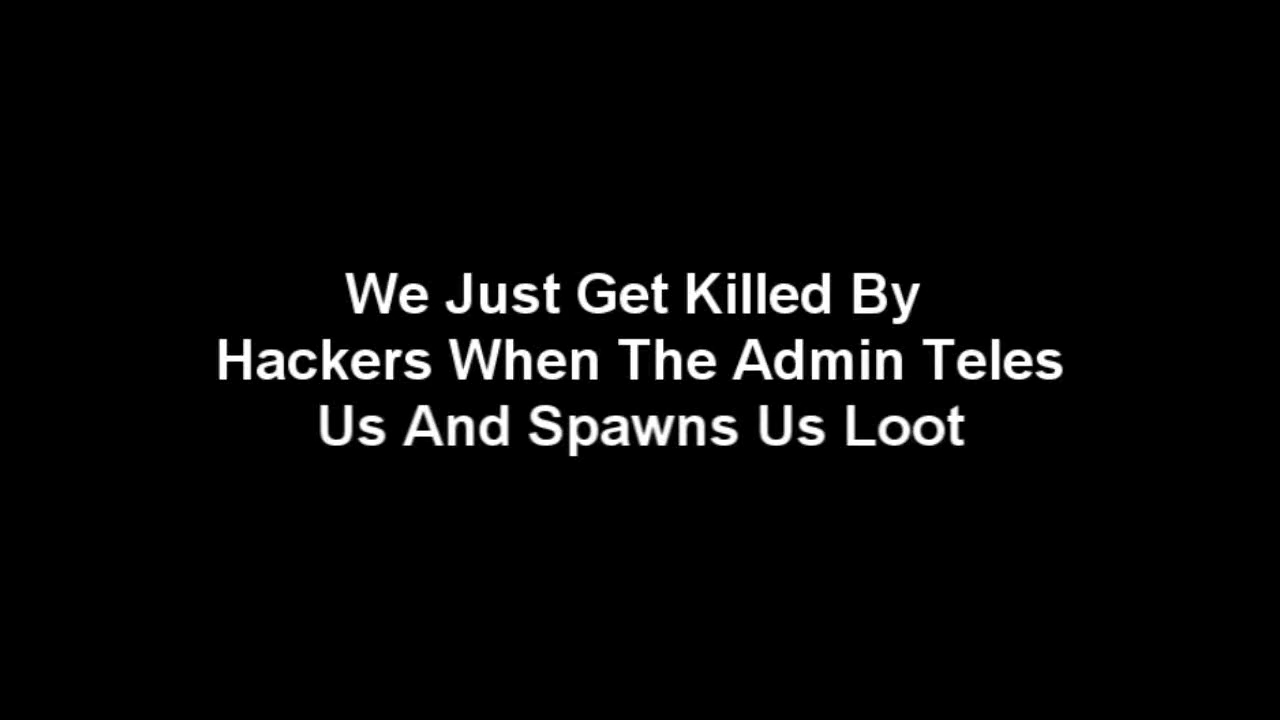 We Just Get Killed By
Hackers When The Admin Teles
Us And Spawns Us Loot